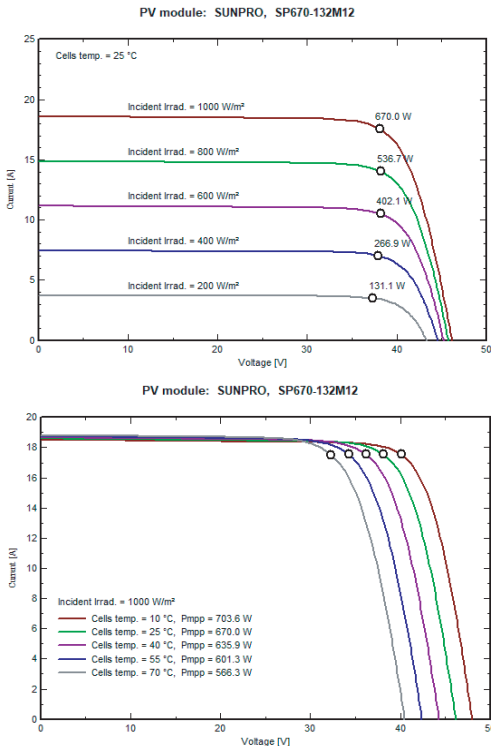 PV module: SUNPRO, SP670-132M12
25
Cells temp. = 25 °C
20
Incident Irrad. = 1000 W/m²
670.0 W
15
Incident Irrad. = 800 W/m²
536.7 W
Current [A]
Incident Irrad. = 600 W/m²
402.1 W
10
Incident Irrad. = 400 W/m²
266.9 W
5
Incident Irrad. = 200 W/m²
131.1 W
0
0 10 20 30 40 50
Voltage [V]
PV module: SUNPRO, SP670-132M12
20
18
16
14
12
Current [A]
10
8
Incident Irrad. = 1000 W/m²
Cells temp. = 10 °C, Pmpp = 703.6 W
6
Cells temp. = 25 °C, Pmpp = 670.0 W
Cells temp. = 40 °C, Pmpp = 635.9 W
4
Cells temp. = 55 °C, Pmpp = 601.3 W
Cells temp. = 70 °C, Pmpp = 566.3 W
2
0
0 10 20 30 40 50
Voltage [V]